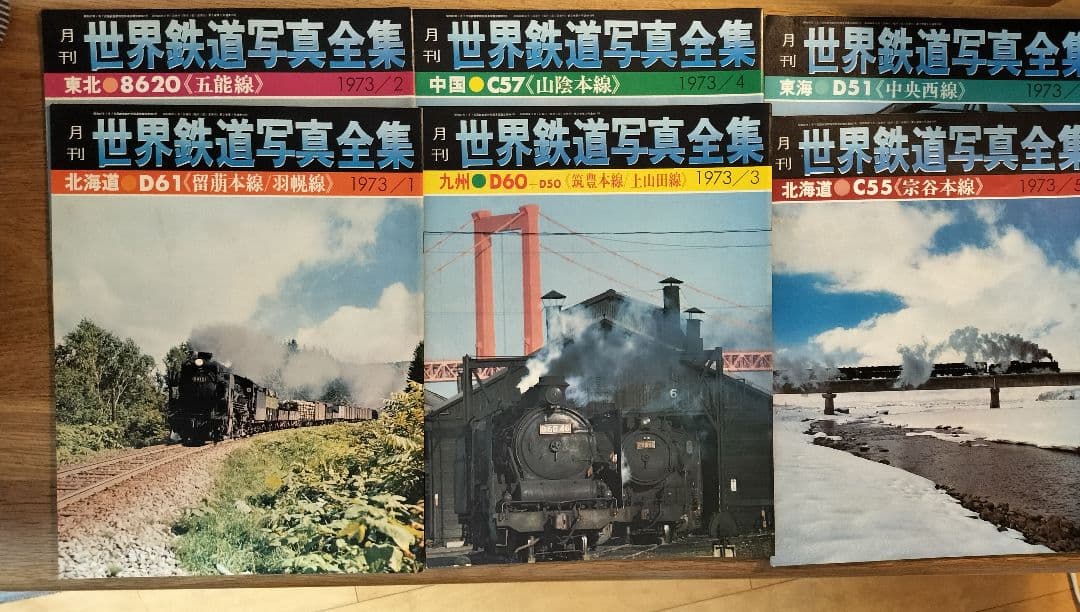 月刊 世界鉄道写真全集
東北●8620《五能線》 1973/2
月刊 世界鉄道写真全集
中国●C57《山陰本線》 1973/4
月刊 世界鉄道写真全集
東海●D51《中央西線》 1973/
月刊 世界鉄道写真全集
北海道●D61《留萠本線/羽幌線》 1973/1
月刊 世界鉄道写真全集
九州●D60+D50《筑豊本線/上山田線》 1973/3
6
D60 46
月刊 世界鉄道写真全集
北海道●C55《宗谷本線》 1973/5